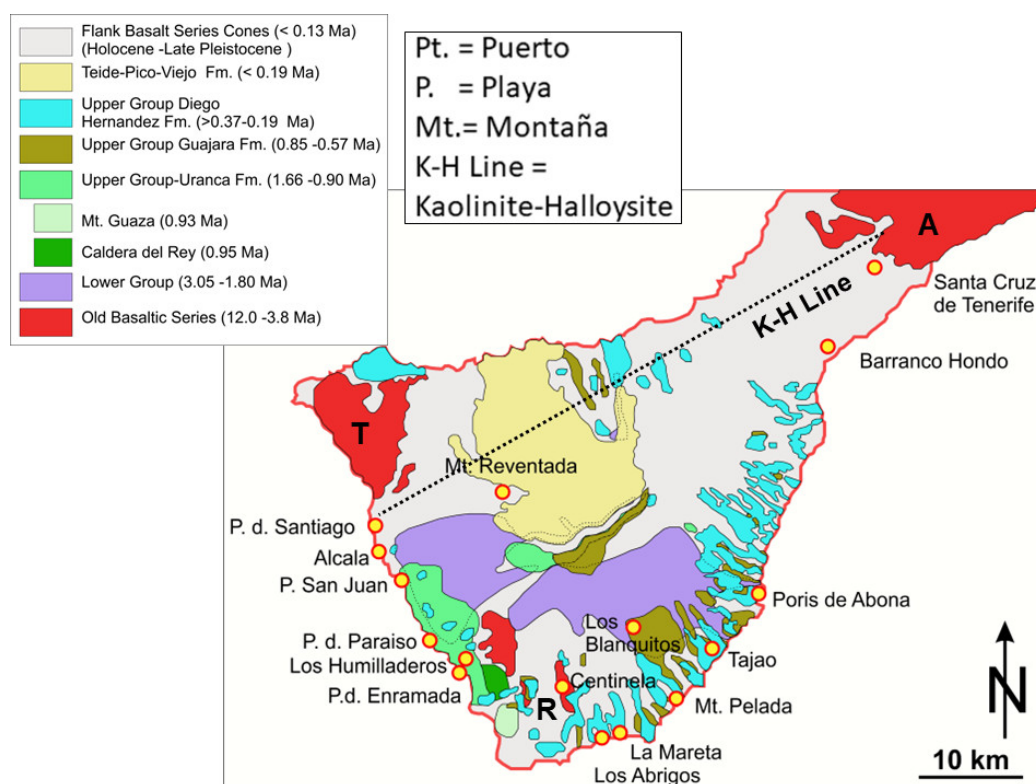 Flank Basalt Series Cones (< 0.13 Ma)
(Holocene -Late Pleistocene )
Teide-Pico-Viejo Fm. (< 0.19 Ma)
Upper Group Diego
Hernandez Fm. (>0.37-0.19 Ma)
Upper Group Guajara Fm. (0.85 -0.57 Ma)
Upper Group-Uranca Fm. (1.66 -0.90 Ma)
Mt. Guaza (0.93 Ma)
Caldera del Rey (0.95 Ma)
Lower Group (3.05 -1.80 Ma)
Old Basaltic Series (12.0 -3.8 Ma)
Pt. = Puerto
P. = Playa
Mt.= Montaña
K-H Line =
Kaolinite-Halloysite
A
Santa Cruz
de Tenerife
K-H Line
Barranco Hondo
T
Mt. Reventada
P. d. Santiago
Alcala
P. San Juan
Poris de Abona
Los
Blanquitos
P. d. Paraiso
Los Humilladeros
Tajao
P.d. Enramada
Centinela
R
Mt. Pelada
La Mareta
Los Abrigos
N
10 km